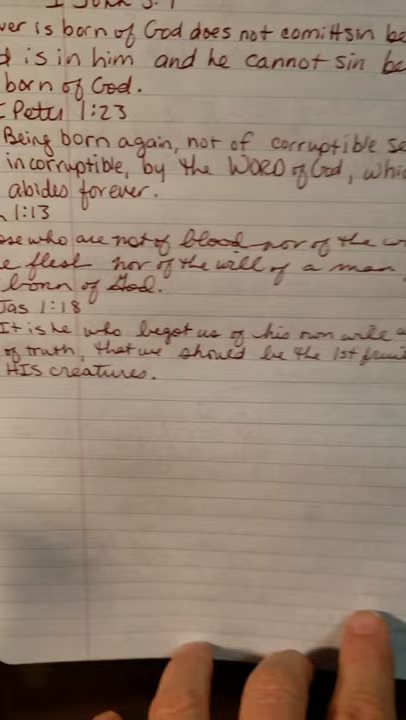 I John 3:
ver is born of God does not comitt sin be
d is in him and he cannot sin be
born of God.
I Peter 1:23
Being born again, not of corruptible se
incorruptible, by the WORD of God, whic
abides forever.
1:13
ose who are not of blood nor of the w
e flesh nor of the will of a man,
born of God.
Jas 1:18
It is he who begot us of his own will
of truth, that we should be the 1st frui
HIS creatures.